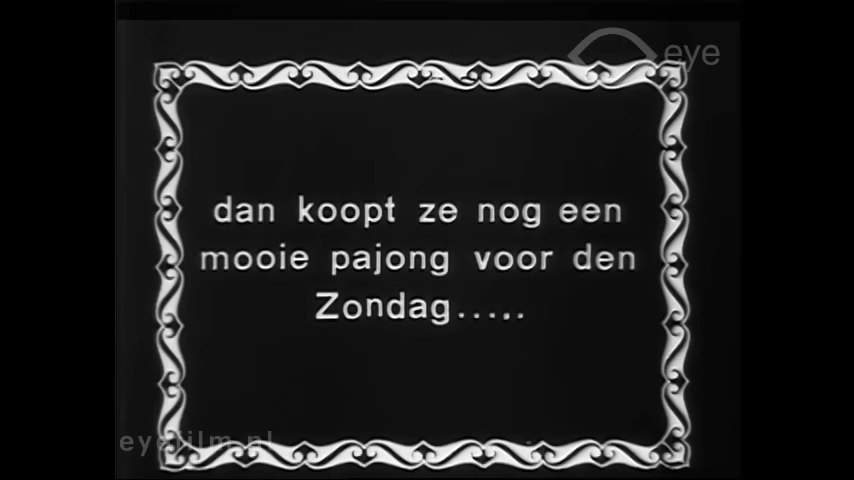 eye
dan koopt ze nog een
mooie pajong voor den
Zondag.....
eyefilm.nl